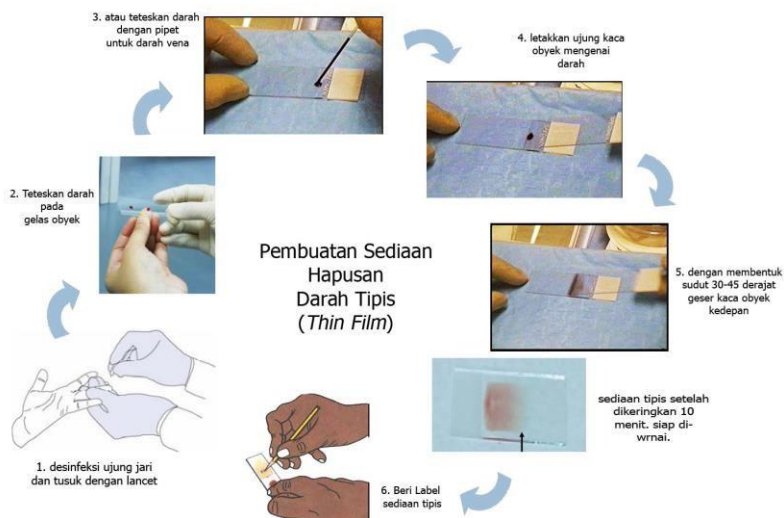 Pembuatan Sediaan
Hapusan
Darah Tipis
(Thin Film)
1. desinfeksi ujung jari
dan tusuk dengan lancet
2. Teteskan darah
pada
gelas obyek
3. atau teteskan darah
dengan pipet
untuk darah vena
4. letakkan ujung kaca
obyek mengenai
darah
5. dengan membentuk
sudut 30-45 derajat
geser kaca obyek
kedepan
sediaan tipis setelah
dikeringkan 10
menit. siap di-
wrnai.
6. Beri Label
sediaan tipis